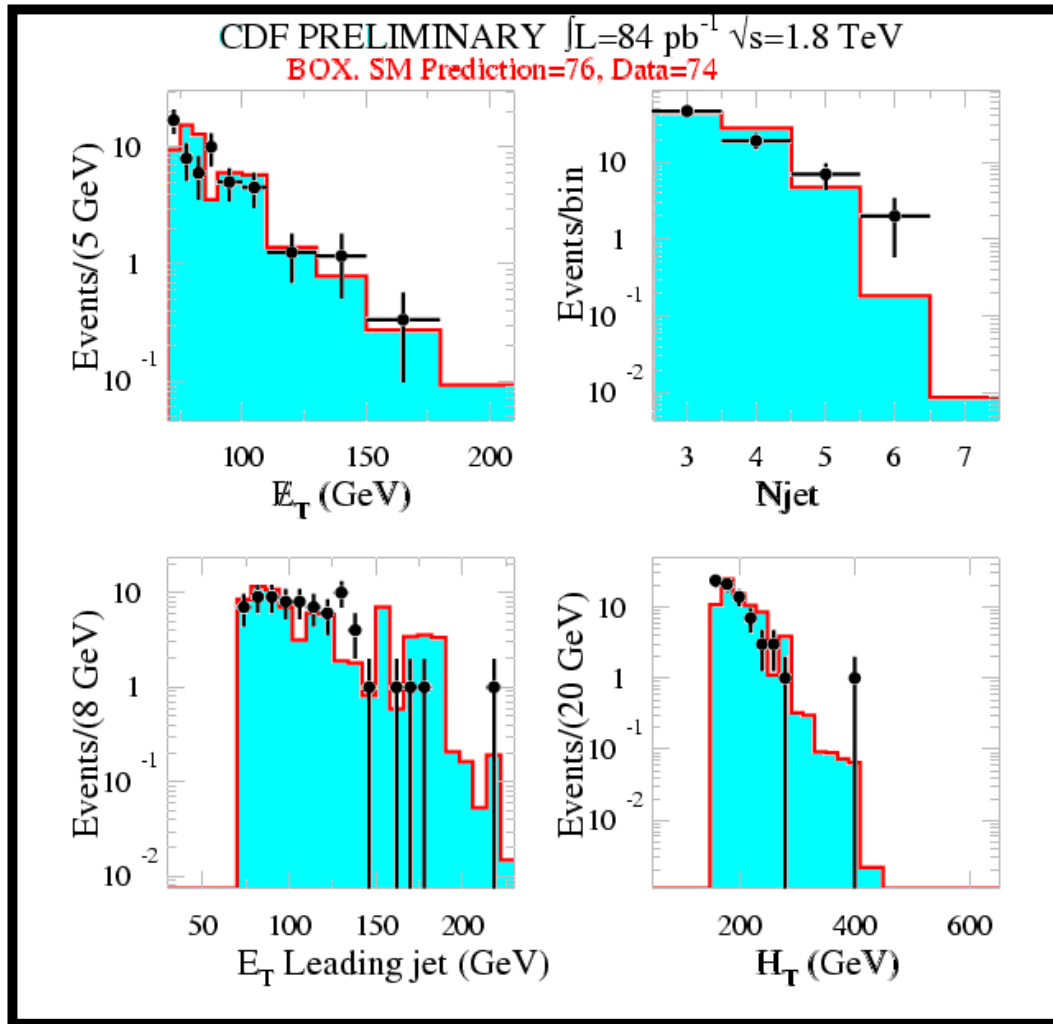 CDF PRELIMINARY ∫L=84 pb⁻¹ √s=1.8 TeV
BOX. SM Prediction=76, Data=74
Events/(5 GeV)
10
1
10⁻¹
100 150 200
E̸_T (GeV)
Events/bin
10
1
10⁻¹
10⁻²
3 4 5 6 7
Njet
Events/(8 GeV)
10
1
10⁻¹
10⁻²
50 100 150 200
E_T Leading jet (GeV)
Events/(20 GeV)
10
1
10⁻¹
10⁻²
200 400 600
H_T (GeV)